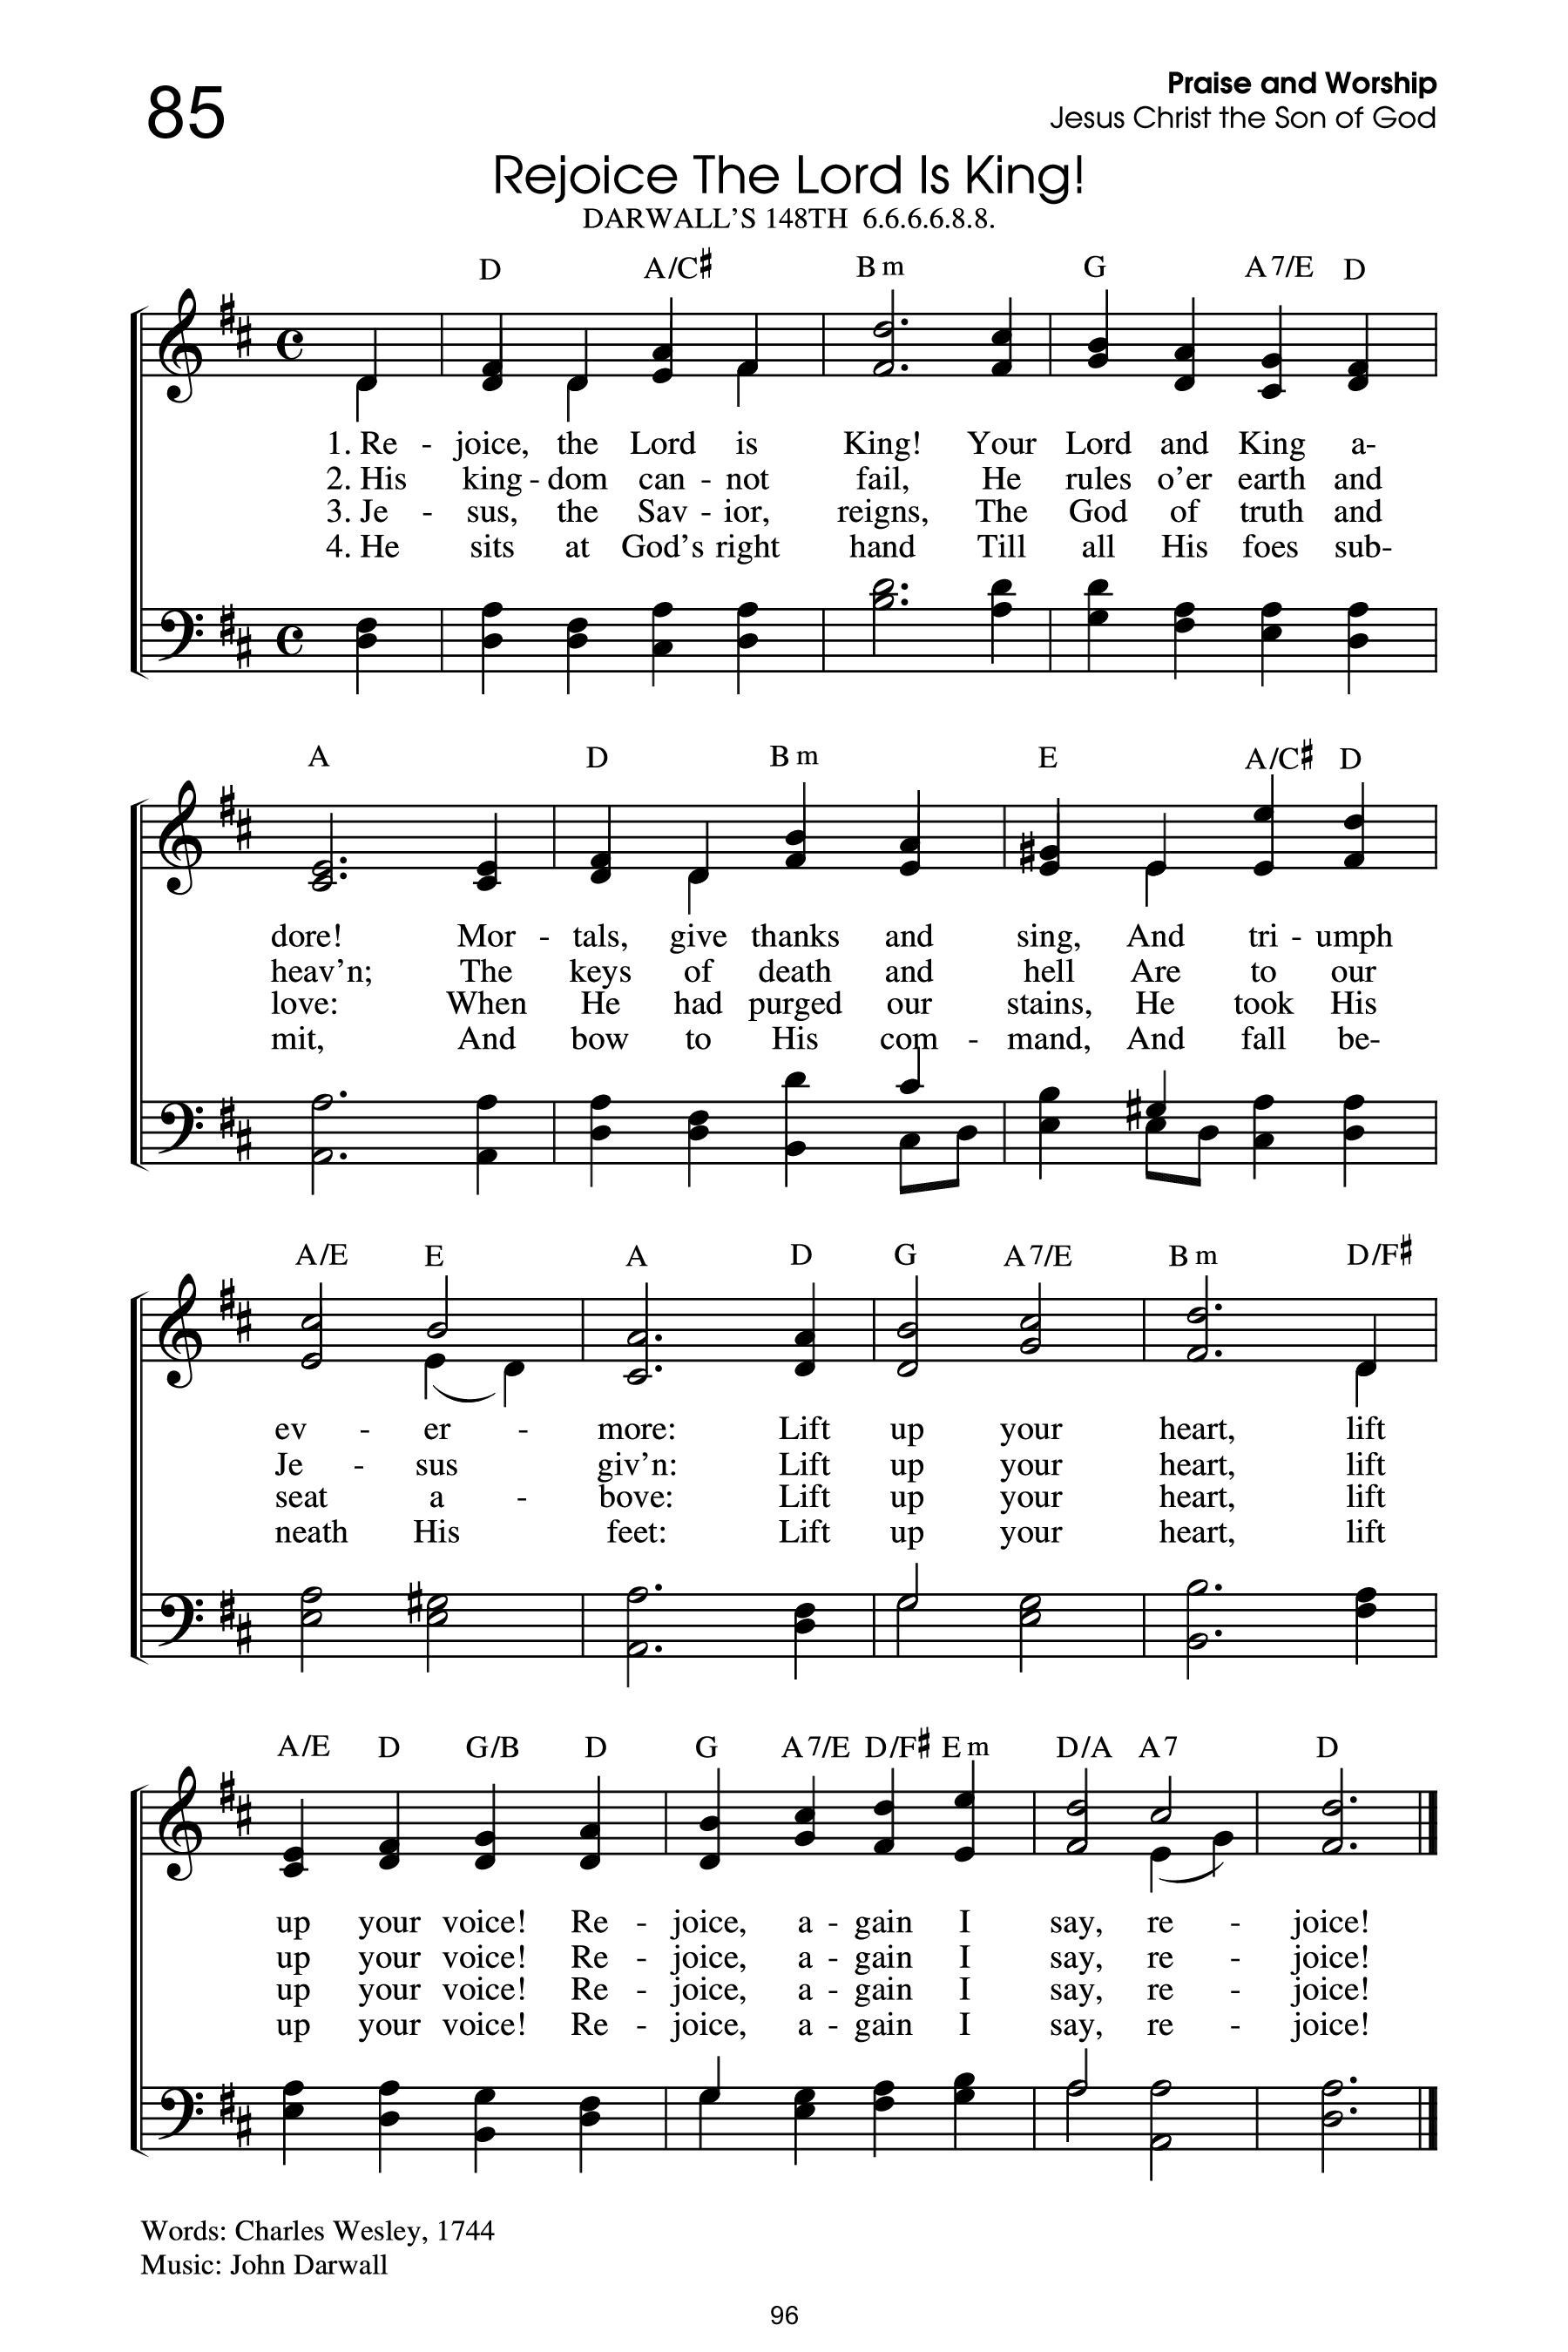 85
Praise and Worship
Jesus Christ the Son of God
Rejoice The Lord Is King!
DARWALL’S 148TH 6.6.6.6.8.8.
D A/C♯ Bm G A7/E D
1. Re - joice, the Lord is King! Your Lord and King a-
2. His king - dom can - not fail, He rules o’er earth and
3. Je - sus, the Sav - ior, reigns, The God of truth and
4. He sits at God’s right hand Till all His foes sub-
A D Bm E A/C♯ D
dore! Mor - tals, give thanks and sing, And tri - umph
heav’n; The keys of death and hell Are to our
love: When He had purged our stains, He took His
mit, And bow to His com - mand, And fall be-
A/E E A D G A7/E Bm D/F♯
ev - er - more: Lift up your heart, lift
Je - sus giv’n: Lift up your heart, lift
seat a - bove: Lift up your heart, lift
neath His feet: Lift up your heart, lift
A/E D G/B D G A7/E D/F♯ Em D/A A7 D
up your voice! Re - joice, a - gain I say, re - joice!
up your voice! Re - joice, a - gain I say, re - joice!
up your voice! Re - joice, a - gain I say, re - joice!
up your voice! Re - joice, a - gain I say, re - joice!
Words: Charles Wesley, 1744
Music: John Darwall
96